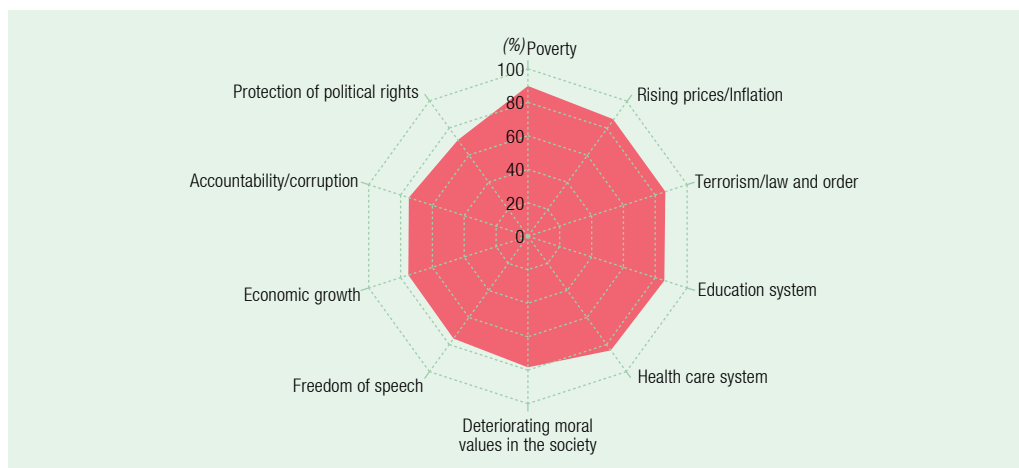 (%) Poverty
100
80
60
40
20
0
Rising prices/Inflation
Terrorism/law and order
Education system
Health care system
Deteriorating moral
values in the society
Freedom of speech
Economic growth
Accountability/corruption
Protection of political rights